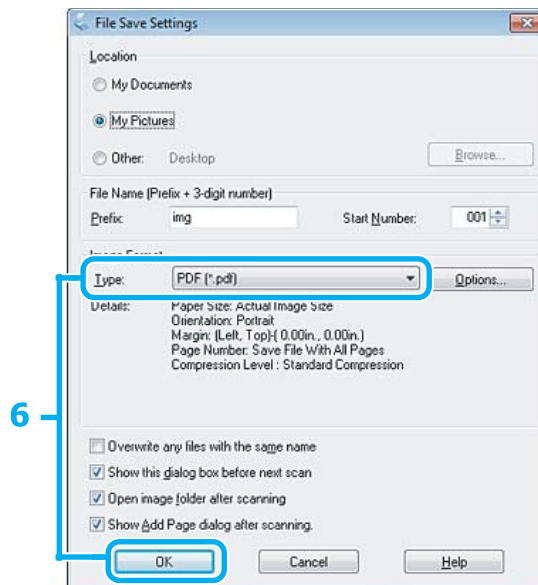 File Save Settings
Location
My Documents
My Pictures
Other: Desktop Browse...
File Name (Prefix + 3-digit number)
Prefix: img Start Number: 001
Image Format
Type: PDF (*.pdf) Options...
Details: Paper Size: Actual Image Size
Orientation: Portrait
Margin: (Left, Top)-( 0.00in., 0.00in.)
Page Number: Save File With All Pages
Compression Level : Standard Compression
6
Overwrite any files with the same name
Show this dialog box before next scan
Open image folder after scanning
Show Add Page dialog after scanning.
OK Cancel Help